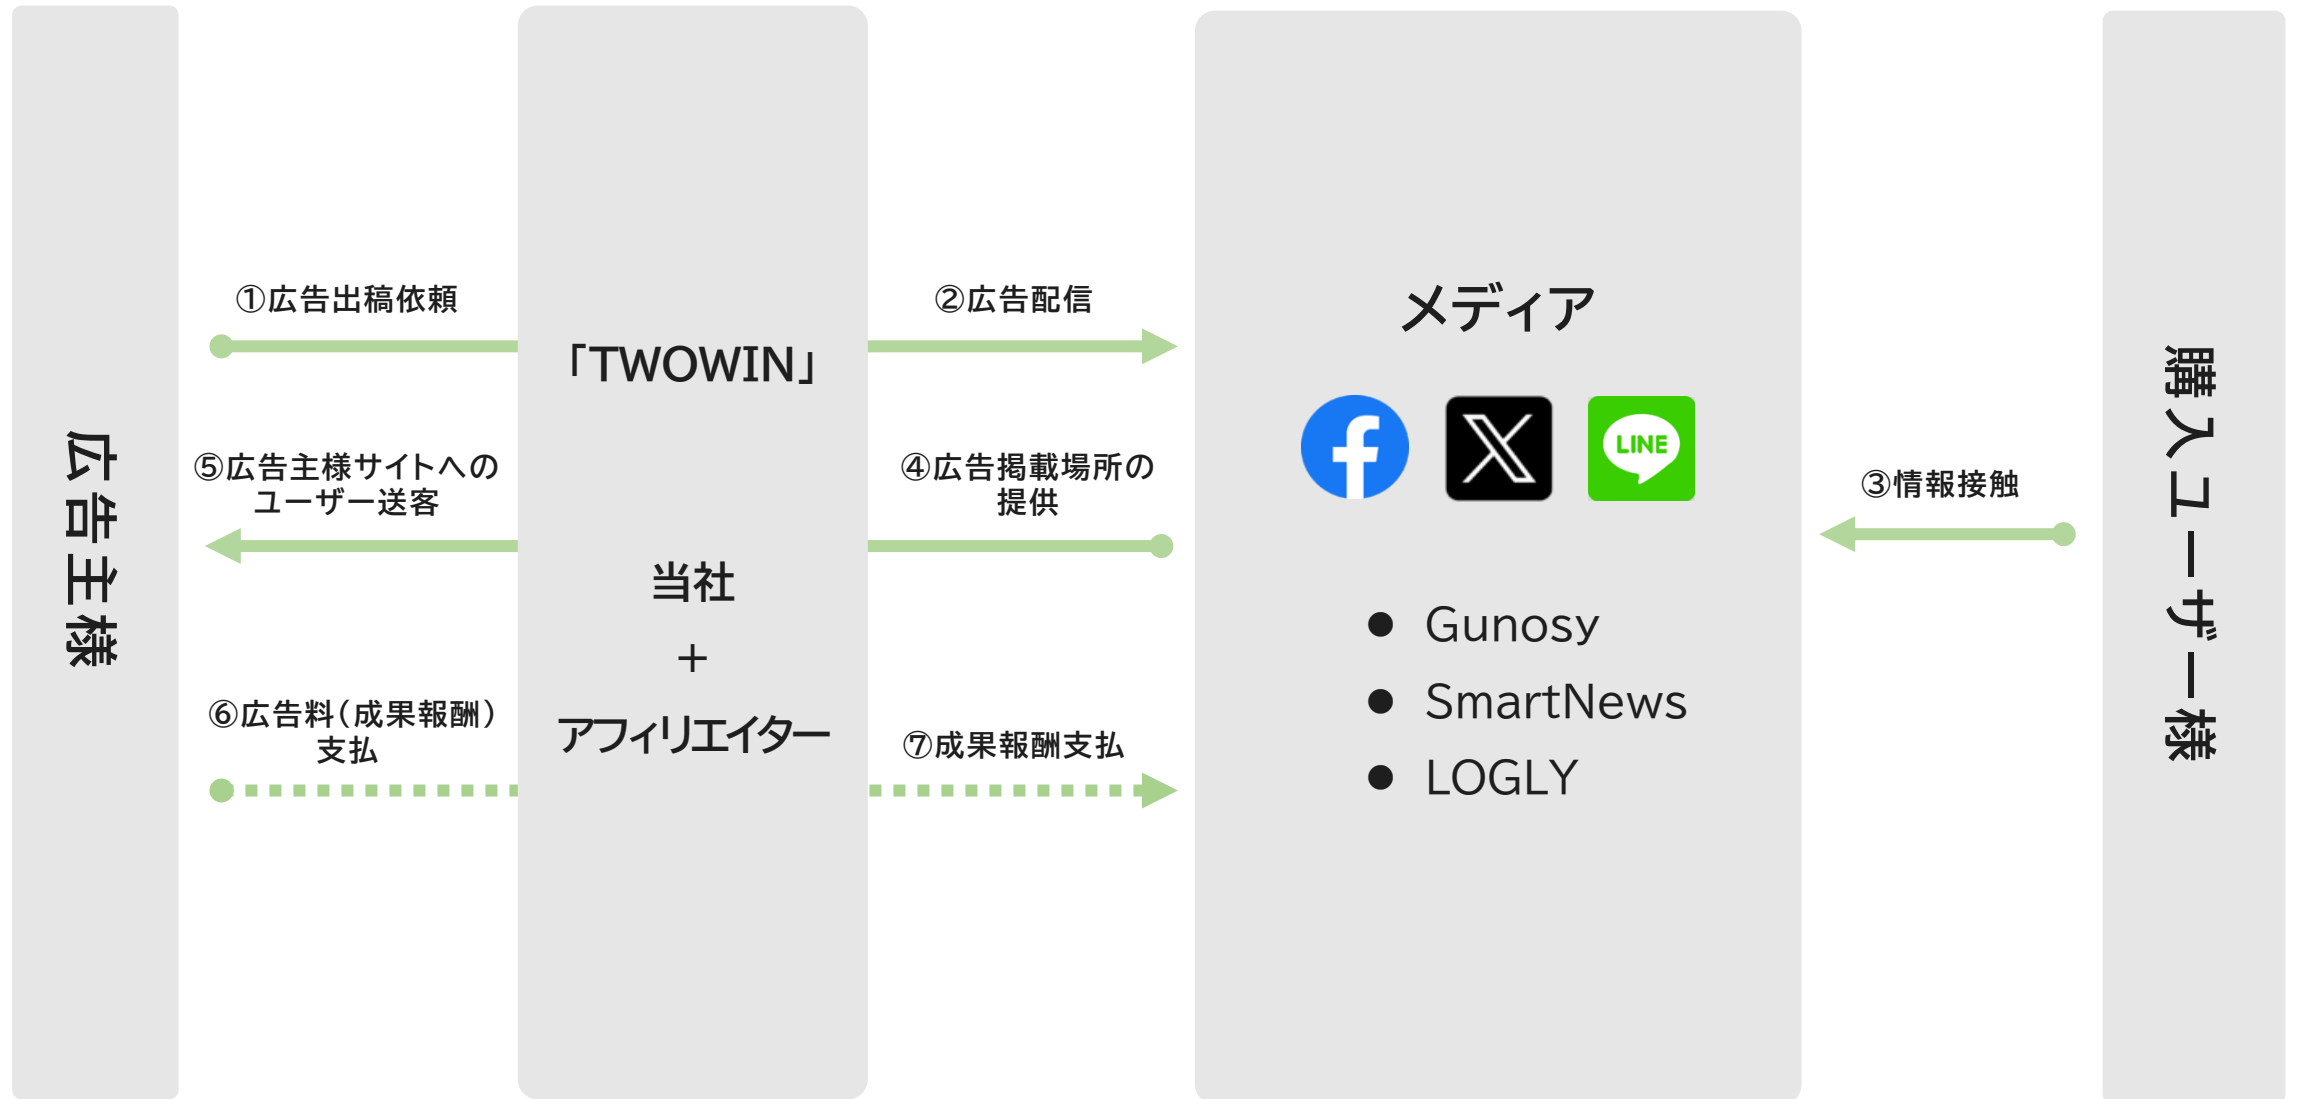 広告主様
①広告出稿依頼
⑤広告主様サイトへの
ユーザー送客
⑥広告料(成果報酬)
支払
「TWOWIN」
当社
+
アフィリエイター
②広告配信
④広告掲載場所の
提供
⑦成果報酬支払
メディア
LINE
● Gunosy
● SmartNews
● LOGLY
③情報接触
購入ユーザー様